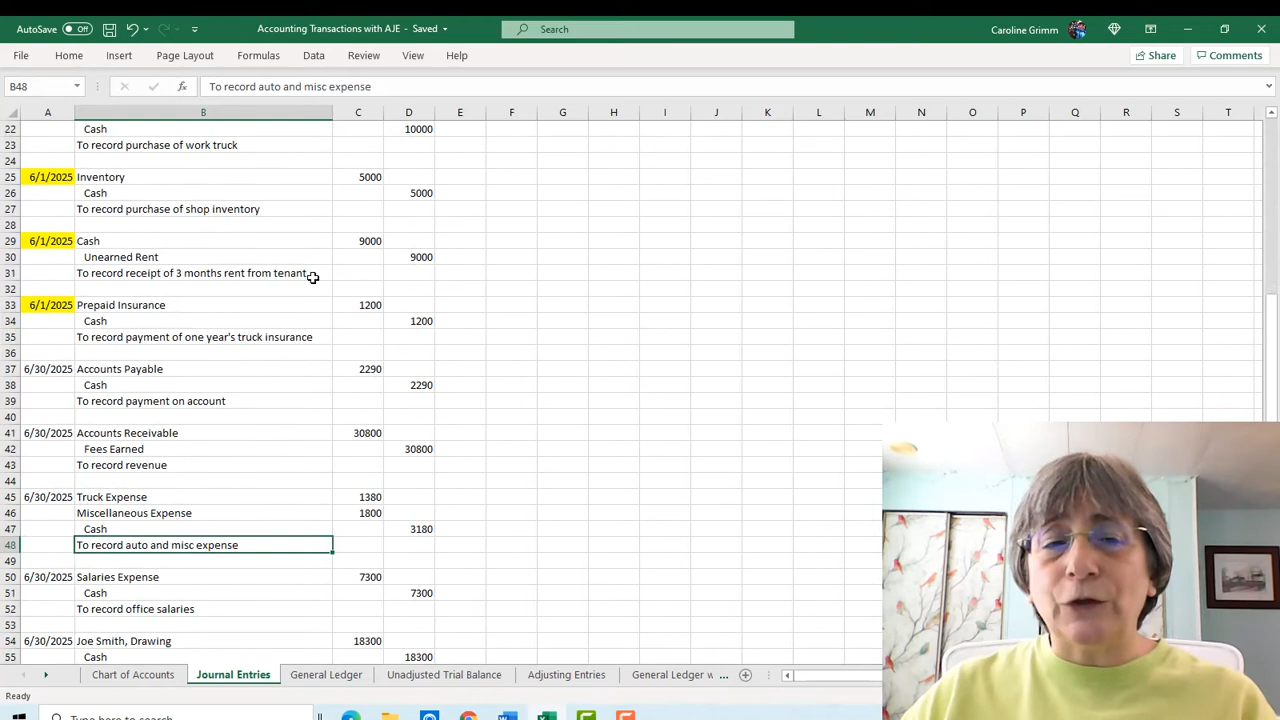 AutoSave Off Accounting Transactions with AJE - Saved Search Caroline Grimm
File Home Insert Page Layout Formulas Data Review View Help Share Comments
B48 fx To record auto and misc expense
A B C D E F G H I J K L M N O P Q R S T
22 Cash 10000
23 To record purchase of work truck
24
25 6/1/2025 Inventory 5000
26 Cash 5000
27 To record purchase of shop inventory
28
29 6/1/2025 Cash 9000
30 Unearned Rent 9000
31 To record receipt of 3 months rent from tenant
32
33 6/1/2025 Prepaid Insurance 1200
34 Cash 1200
35 To record payment of one year's truck insurance
36
37 6/30/2025 Accounts Payable 2290
38 Cash 2290
39 To record payment on account
40
41 6/30/2025 Accounts Receivable 30800
42 Fees Earned 30800
43 To record revenue
44
45 6/30/2025 Truck Expense 1380
46 Miscellaneous Expense 1800
47 Cash 3180
48 To record auto and misc expense
49
50 6/30/2025 Salaries Expense 7300
51 Cash 7300
52 To record office salaries
53
54 6/30/2025 Joe Smith, Drawing 18300
55 Cash 18300
Chart of Accounts Journal Entries General Ledger Unadjusted Trial Balance Adjusting Entries General Ledger w ...
Ready
Type here to search